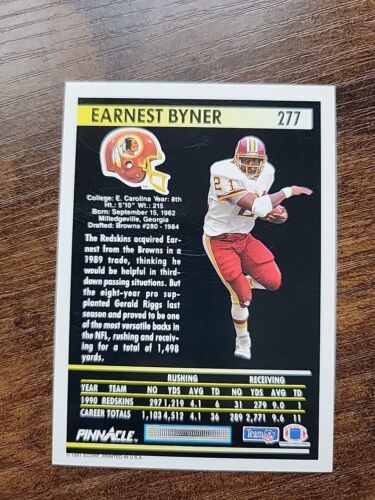 EARNEST BYNER 277
College: E. Carolina Year: 8th
Ht.: 5'10" Wt.: 215
Born: September 15, 1962
Milledgeville, Georgia
Drafted: Browns #280 - 1984
The Redskins acquired Ear-
nest from the Browns in a
1989 trade, thinking he
would be helpful in third-
down passing situations. But
the eight-year pro sup-
planted Gerald Riggs last
season and proved to be one
of the most versatile backs in
the NFL, rushing and receiv-
ing for a total of 1,498
yards.
21
RUSHING RECEIVING
YEAR TEAM NO YDS AVG TD NO YDS AVG TD
1990 REDSKINS 297 1,219 4.1 6 31 279 9.0 1
CAREER TOTALS 1,103 4,512 4.1 36 289 2,771 9.6 11
PINNACLE
Team NFL
© 1991 SCORE, PRINTED IN U.S.A.